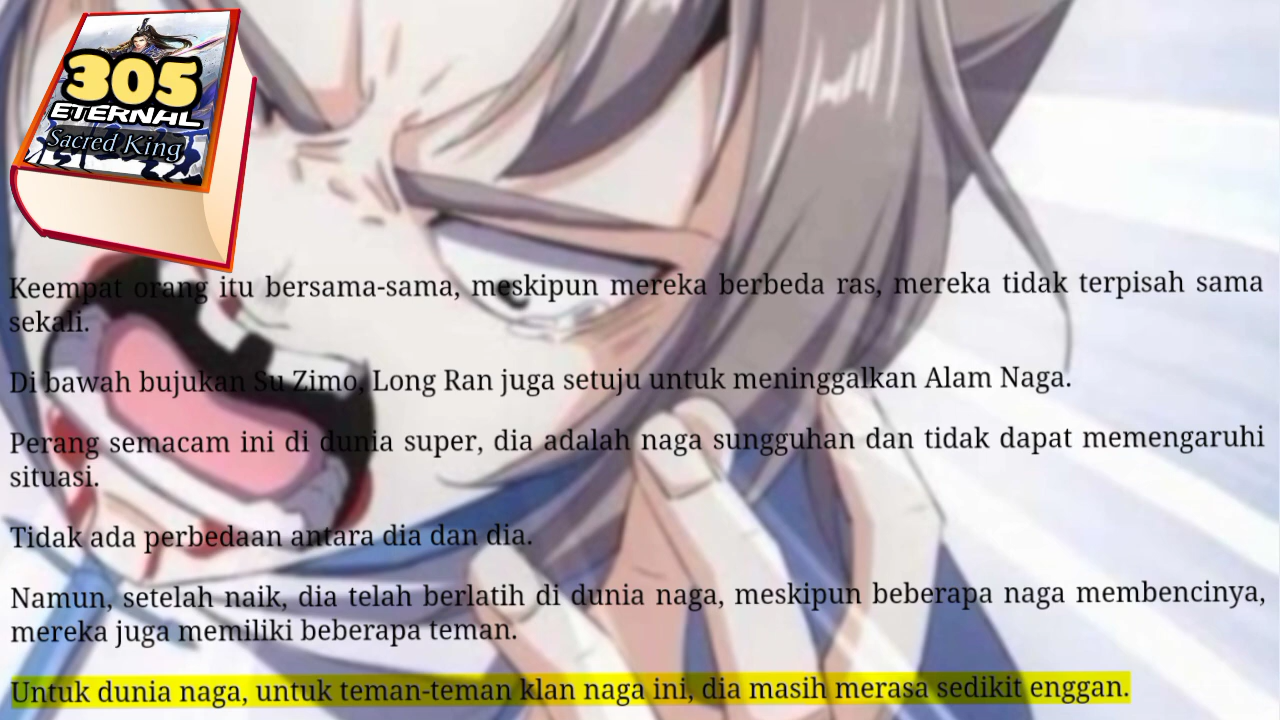 305
ETERNAL
Sacred King
Keempat orang itu bersama-sama, meskipun mereka berbeda ras, mereka tidak terpisah sama
sekali.
Di bawah bujukan Su Zimo, Long Ran juga setuju untuk meninggalkan Alam Naga.
Perang semacam ini di dunia super, dia adalah naga sungguhan dan tidak dapat memengaruhi
situasi.
Tidak ada perbedaan antara dia dan dia.
Namun, setelah naik, dia telah berlatih di dunia naga, meskipun beberapa naga membencinya,
mereka juga memiliki beberapa teman.
Untuk dunia naga, untuk teman-teman klan naga ini, dia masih merasa sedikit enggan.